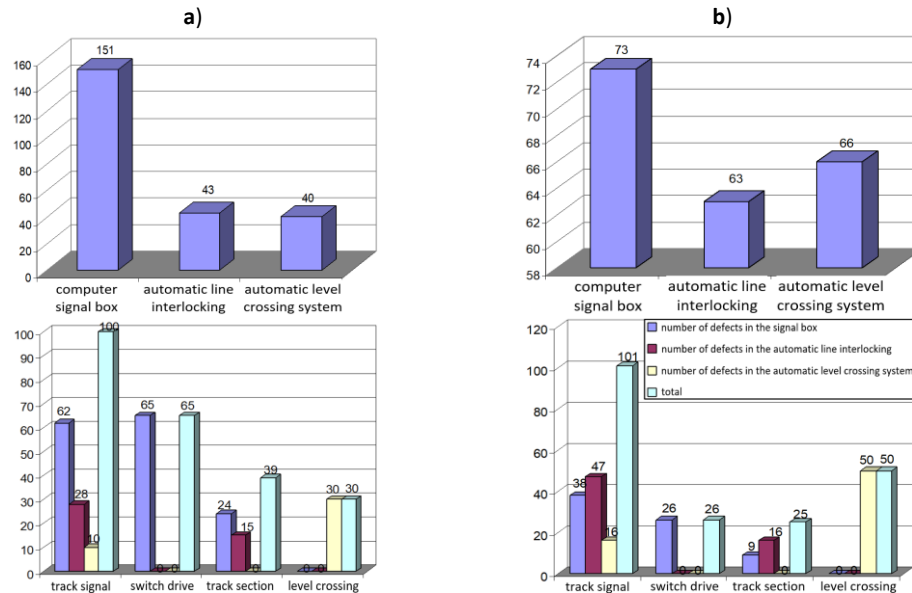 a)
b)
151
160
140
120
100
80
60
40
20
0
43
40
computer
signal box
automatic line
interlocking
automatic level
crossing system
73
74
72
70
68
66
64
62
60
58
63
66
computer
signal box
automatic line
interlocking
automatic level
crossing system
100
90
80
70
60
50
40
30
20
10
0
62
28
10
100
65
0
0
65
24
15
0
39
0
0
30
30
track signal
switch drive
track section
level crossing
number of defects in the signal box
number of defects in the automatic line interlocking
number of defects in the automatic level crossing system
total
120
100
80
60
40
20
0
38
47
16
101
26
0
0
26
9
16
0
25
0
0
50
50
track signal
switch drive
track section
level crossing